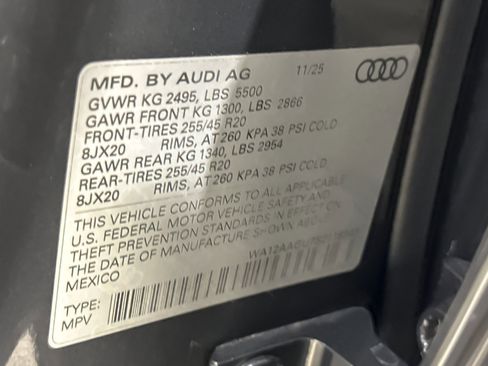 MFD. BY AUDI AG 11/25
GVWR KG 2495, LBS 5500
GAWR FRONT KG 1300, LBS 2866
FRONT-TIRES 255/45 R20
8JX20 RIMS, AT 260 KPA 38 PSI COLD
GAWR REAR KG 1340, LBS 2954
REAR-TIRES 255/45 R20
8JX20 RIMS, AT 260 KPA 38 PSI COLD
THIS VEHICLE CONFORMS TO ALL APPLICABLE
U.S. FEDERAL MOTOR VEHICLE SAFETY AND
THEFT PREVENTION STANDARDS IN EFFECT ON
THE DATE OF MANUFACTURE SHOWN ABOVE.
MEXICO
TYPE:
MPV